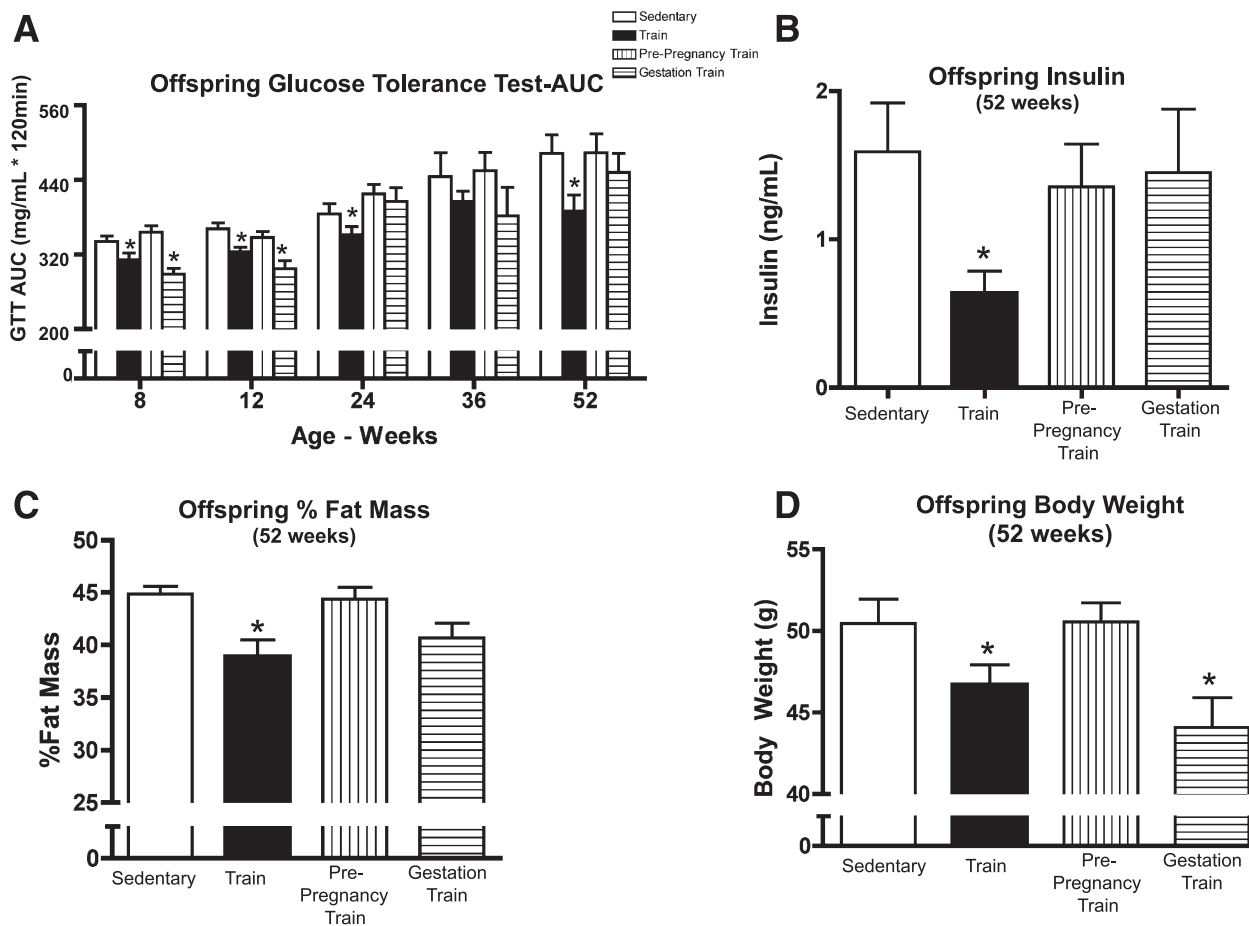 A
Sedentary
Train
Pre-Pregnancy Train
Gestation Train
Offspring Glucose Tolerance Test-AUC
GTT AUC (mg/mL * 120min)
560
440
320
200
0
* * * * * *
8 12 24 36 52
Age - Weeks
B
Offspring Insulin
(52 weeks)
Insulin (ng/mL)
2
1
0
*
Sedentary Train Pre- Gestation
Pregnancy Train
Train
C
Offspring % Fat Mass
(52 weeks)
%Fat Mass
50
45
40
35
30
25
0
*
Sedentary Train Pre- Gestation
Pregnancy Train
Train
D
Offspring Body Weight
(52 weeks)
Body Weight (g)
55
50
45
40
0
* *
Sedentary Train Pre- Gestation
Pregnancy Train
Train